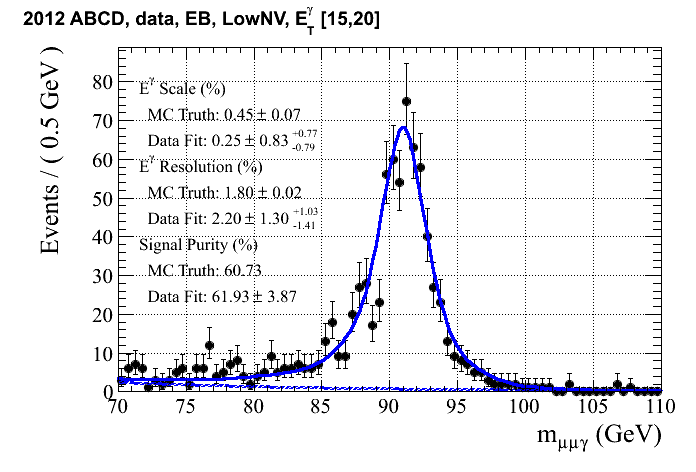 2012 ABCD, data, EB, LowNV, E_T^γ [15,20]
Events / ( 0.5 GeV )
80
70
60
50
40
30
20
10
0
E^γ Scale (%)
MC Truth: 0.45 ± 0.07
Data Fit: 0.25 ± 0.83 +0.77 -0.79
E^γ Resolution (%)
MC Truth: 1.80 ± 0.02
Data Fit: 2.20 ± 1.30 +1.03 -1.41
Signal Purity (%)
MC Truth: 60.73
Data Fit: 61.93 ± 3.87
70 75 80 85 90 95 100 105 110
m_μμγ (GeV)